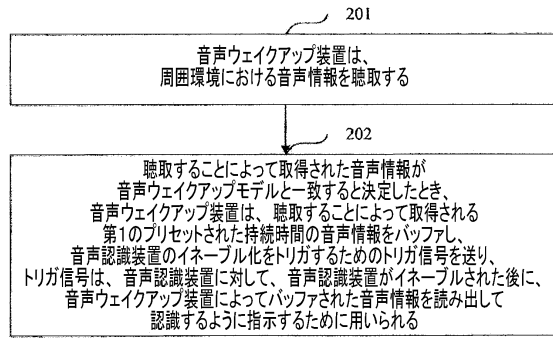 201
音声ウェイクアップ装置は、
周囲環境における音声情報を聴取する
202
聴取することによって取得された音声情報が
音声ウェイクアップモデルと一致すると決定したとき、
音声ウェイクアップ装置は、聴取することによって取得される
第1のプリセットされた持続時間の音声情報をバッファし、
音声認識装置のイネーブル化をトリガするためのトリガ信号を送り、
トリガ信号は、音声認識装置に対して、音声認識装置がイネーブルされた後に、
音声ウェイクアップ装置によってバッファされた音声情報を読み出して
認識するように指示するために用いられる